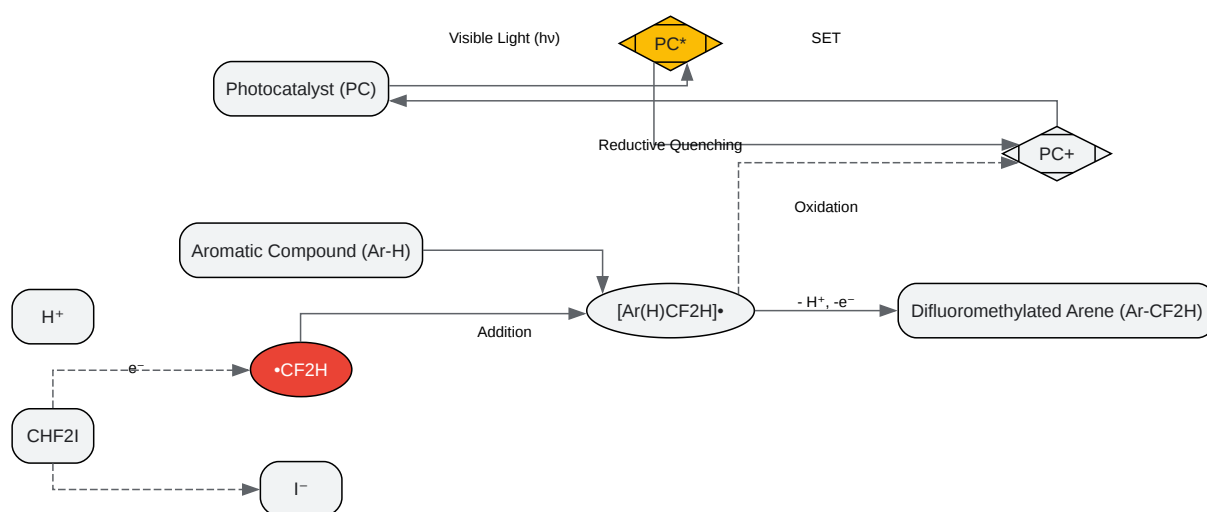 Visible Light (hν)
PC*
SET
Photocatalyst (PC)
Reductive Quenching
PC+
Oxidation
Aromatic Compound (Ar-H)
H⁺
[Ar(H)CF2H]•
- H⁺, -e⁻
Difluoromethylated Arene (Ar-CF2H)
Addition
e⁻
•CF2H
CHF2I
I⁻